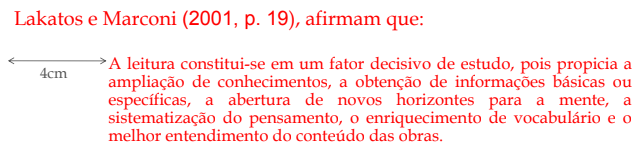 Lakatos e Marconi (2001, p. 19), afirmam que:
4cm
A leitura constitui-se em um fator decisivo de estudo, pois propicia a
ampliação de conhecimentos, a obtenção de informações básicas ou
específicas, a abertura de novos horizontes para a mente, a
sistematização do pensamento, o enriquecimento de vocabulário e o
melhor entendimento do conteúdo das obras.